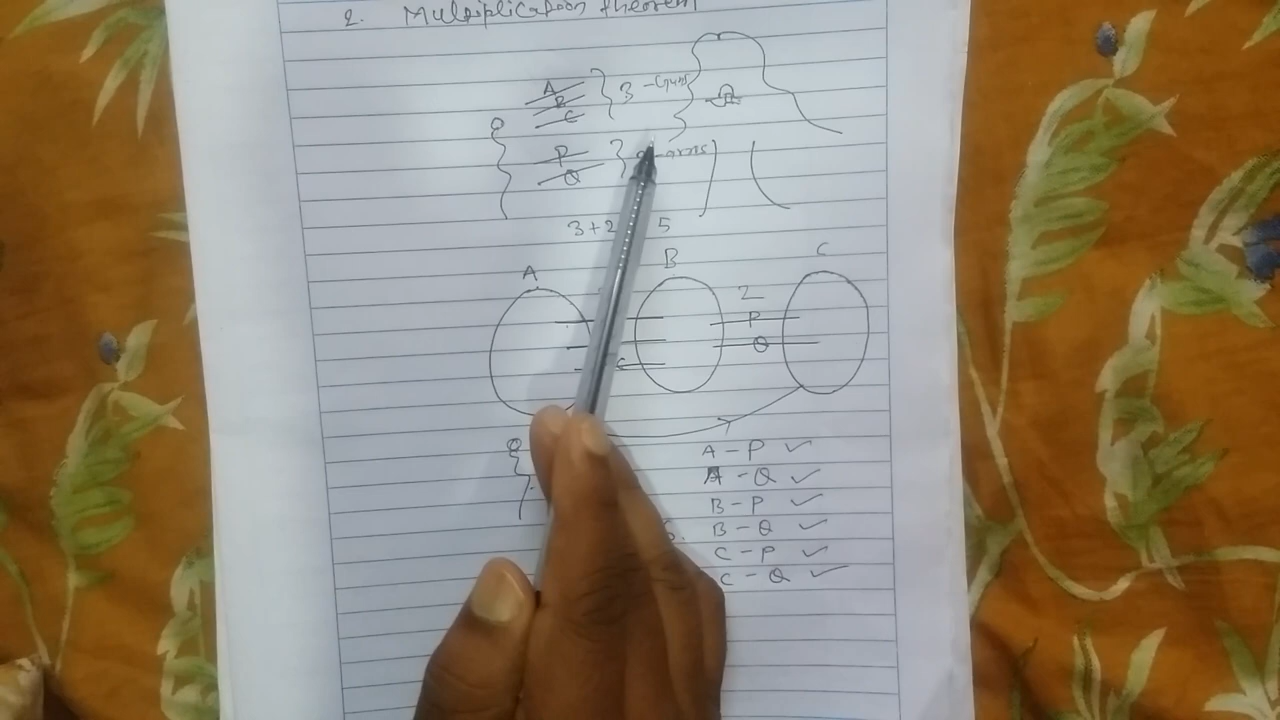 2. Multiplication theorem
A
B
C
3
P
Q
3+2 5
A B C
2
P
Q
C
A - P ✓
A - Q ✓
B - P ✓
B - Q ✓
C - P ✓
C - Q ✓